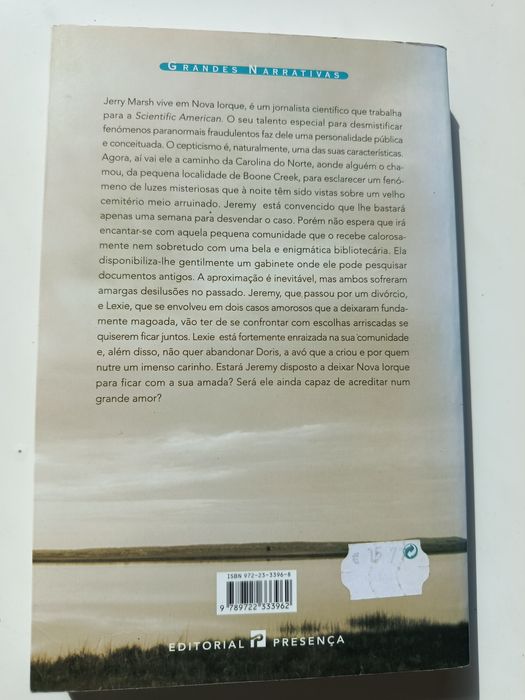 GRANDES NARRATIVAS
Jerry Marsh vive em Nova Iorque, é um jornalista científico que trabalha
para a Scientific American. O seu talento especial para desmistificar
fenómenos paranormais fraudulentos faz dele uma personalidade pública
e conceituada. O cepticismo é, naturalmente, uma das suas características.
Agora, aí vai ele a caminho da Carolina do Norte, aonde alguém o cha-
mou, da pequena localidade de Boone Creek, para esclarecer um fenó-
meno de luzes misteriosas que à noite têm sido vistas sobre um velho
cemitério meio arruinado. Jeremy está convencido que lhe bastará
apenas uma semana para desvendar o caso. Porém não espera que irá
encantar-se com aquela pequena comunidade que o recebe calorosa-
mente nem sobretudo com uma bela e enigmática bibliotecária. Ela
disponibiliza-lhe gentilmente um gabinete onde ele pode pesquisar
documentos antigos. A aproximação é inevitável, mas ambos sofreram
amargas desilusões no passado. Jeremy, que passou por um divórcio,
e Lexie, que se envolveu em dois casos amorosos que a deixaram funda-
mente magoada, vão ter de se confrontar com escolhas arriscadas se
quiserem ficar juntos. Lexie está fortemente enraizada na sua comunidade
e, além disso, não quer abandonar Doris, a avó que a criou e por quem
nutre um imenso carinho. Estará Jeremy disposto a deixar Nova Iorque
para ficar com a sua amada? Será ele ainda capaz de acreditar num
grande amor?
ISBN 972-23-3396-8
9 789722 333962
EDITORIAL PRESENÇA